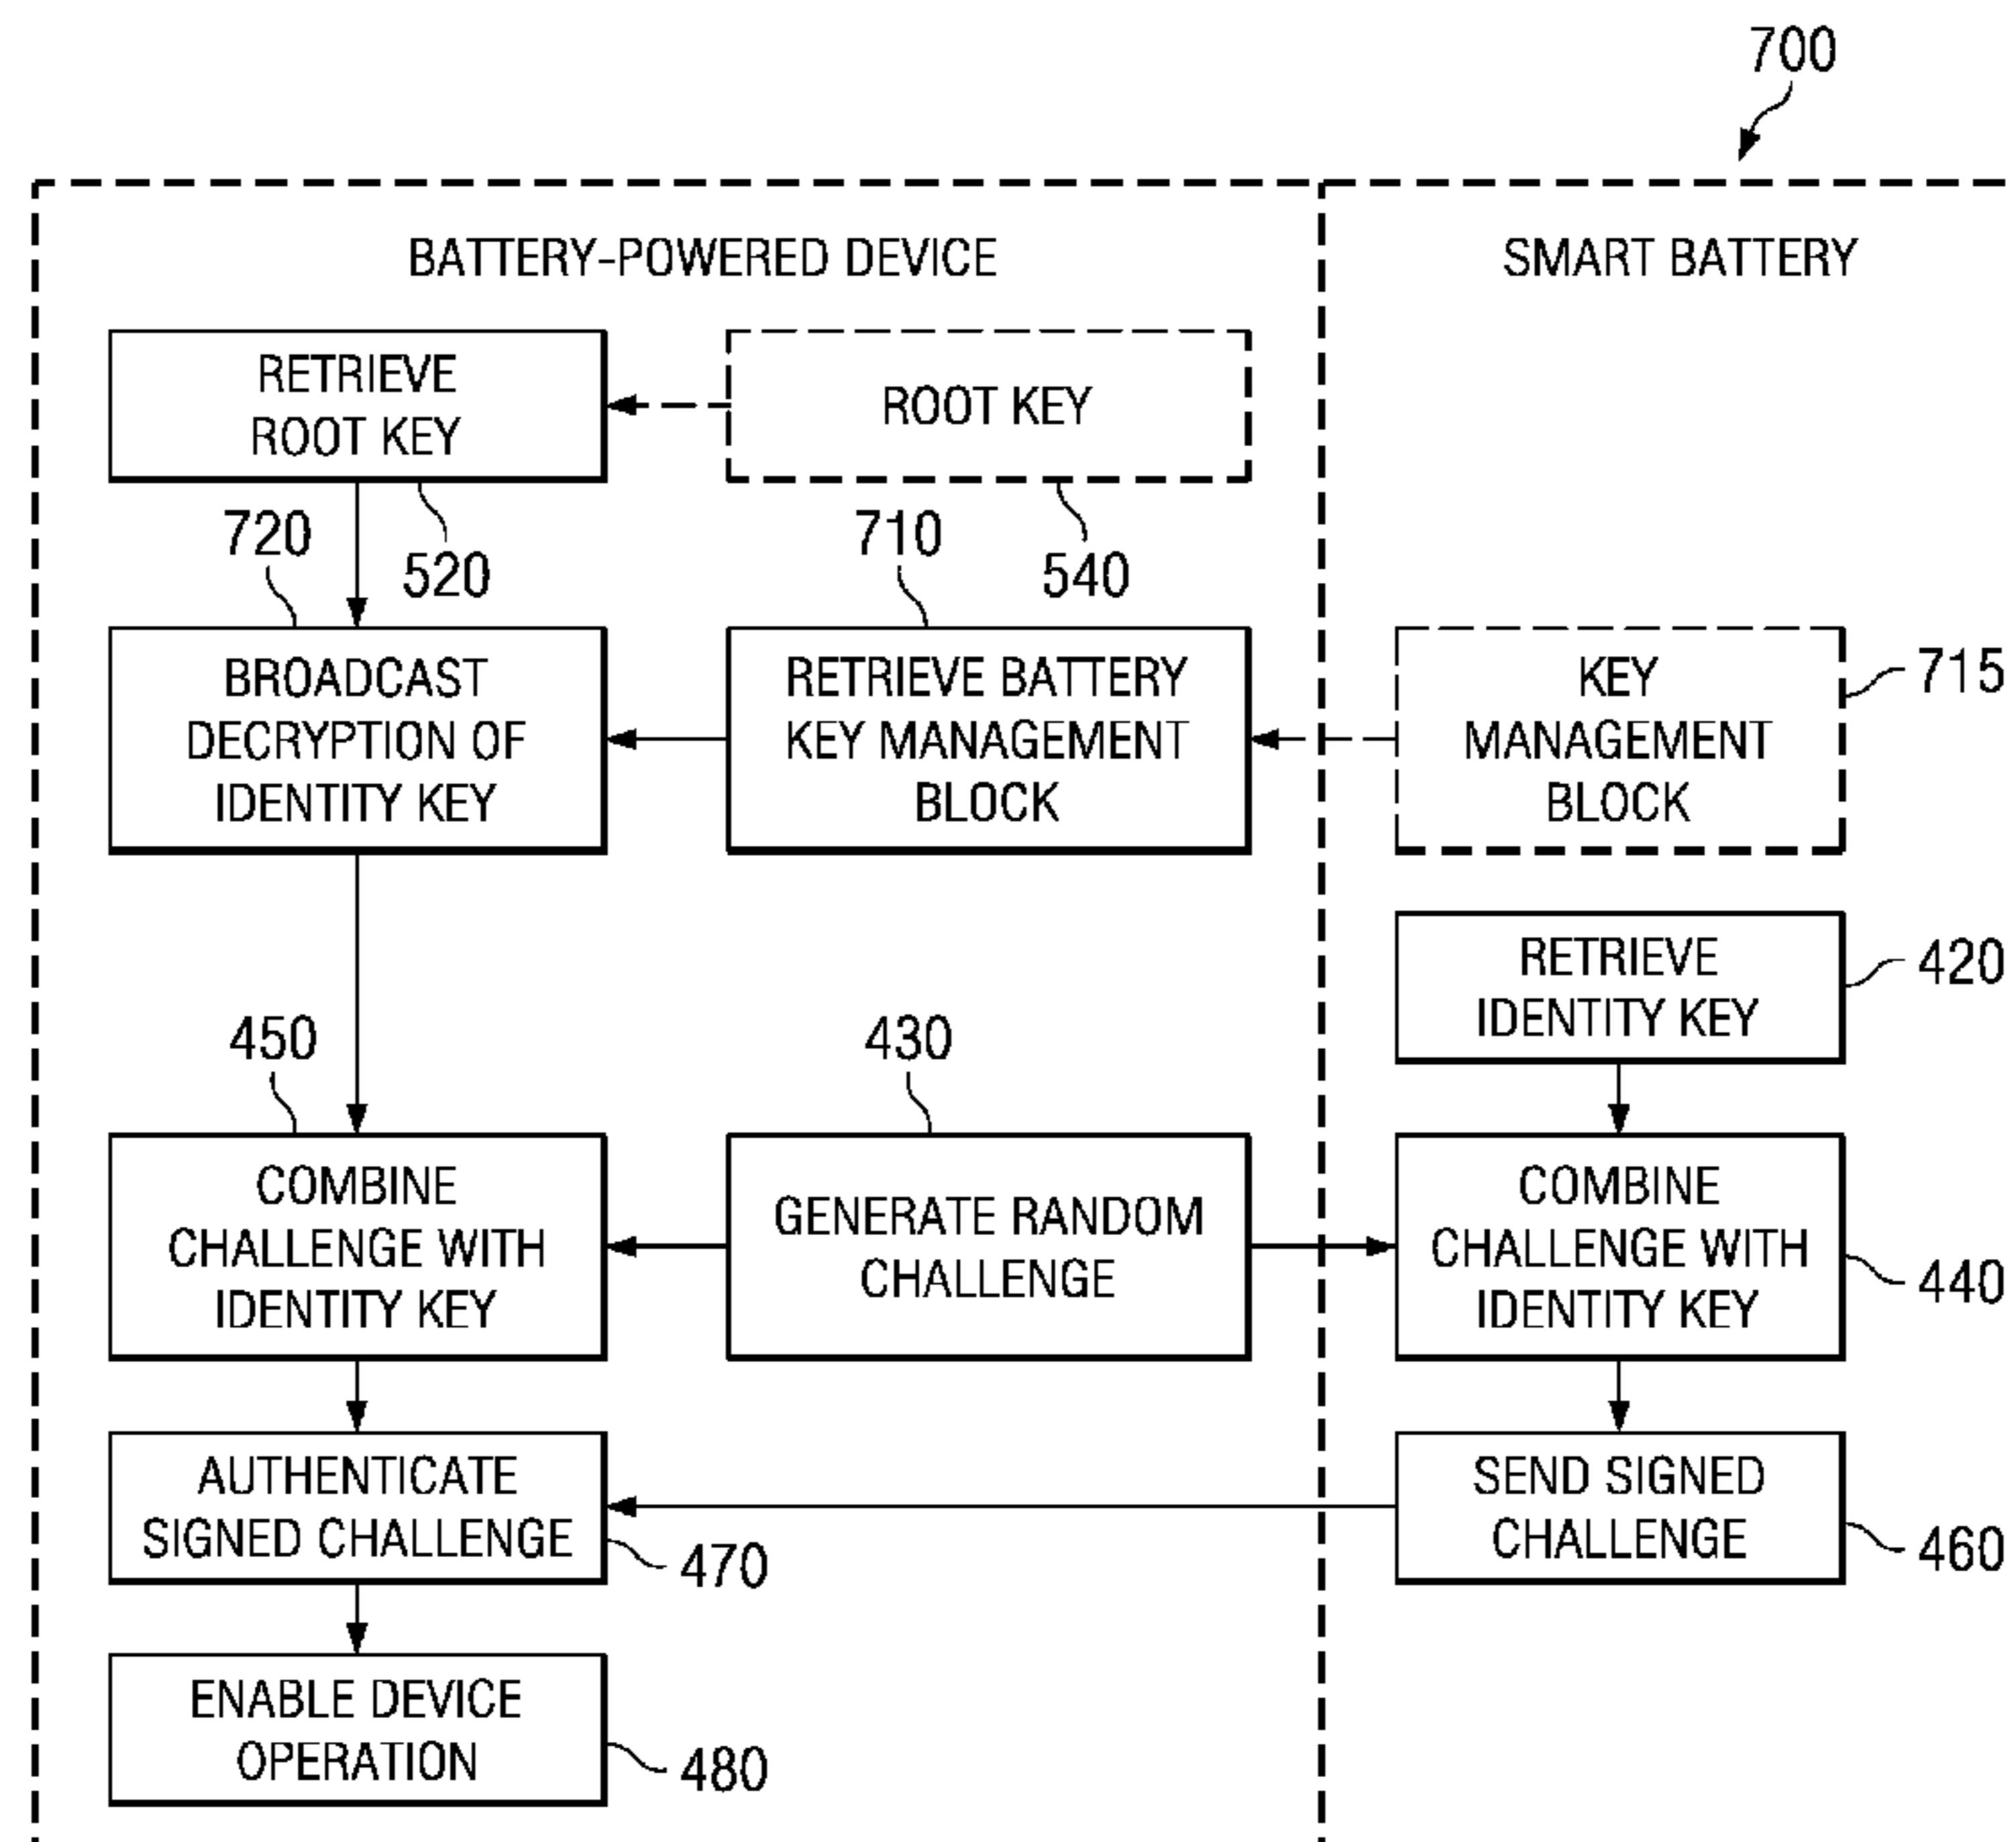 700
BATTERY-POWERED DEVICE
SMART BATTERY
RETRIEVE
ROOT KEY
ROOT KEY
720
520
710
540
BROADCAST
DECRYPTION OF
IDENTITY KEY
RETRIEVE BATTERY
KEY MANAGEMENT
BLOCK
KEY
MANAGEMENT
BLOCK
715
RETRIEVE
IDENTITY KEY
420
450
430
COMBINE
CHALLENGE WITH
IDENTITY KEY
GENERATE RANDOM
CHALLENGE
COMBINE
CHALLENGE WITH
IDENTITY KEY
440
AUTHENTICATE
SIGNED CHALLENGE
470
SEND SIGNED
CHALLENGE
460
ENABLE DEVICE
OPERATION
480